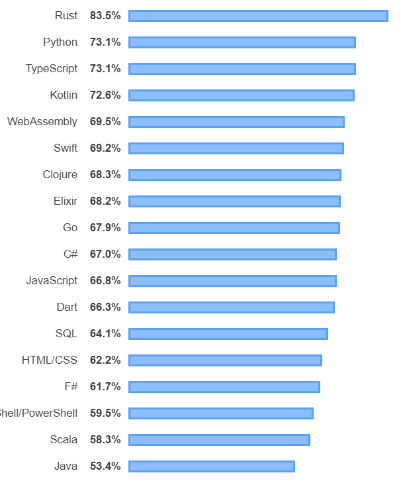 Rust 83.5%
Python 73.1%
TypeScript 73.1%
Kotlin 72.6%
WebAssembly 69.5%
Swift 69.2%
Clojure 68.3%
Elixir 68.2%
Go 67.9%
C# 67.0%
JavaScript 66.8%
Dart 66.3%
SQL 64.1%
HTML/CSS 62.2%
F# 61.7%
Shell/PowerShell 59.5%
Scala 58.3%
Java 53.4%